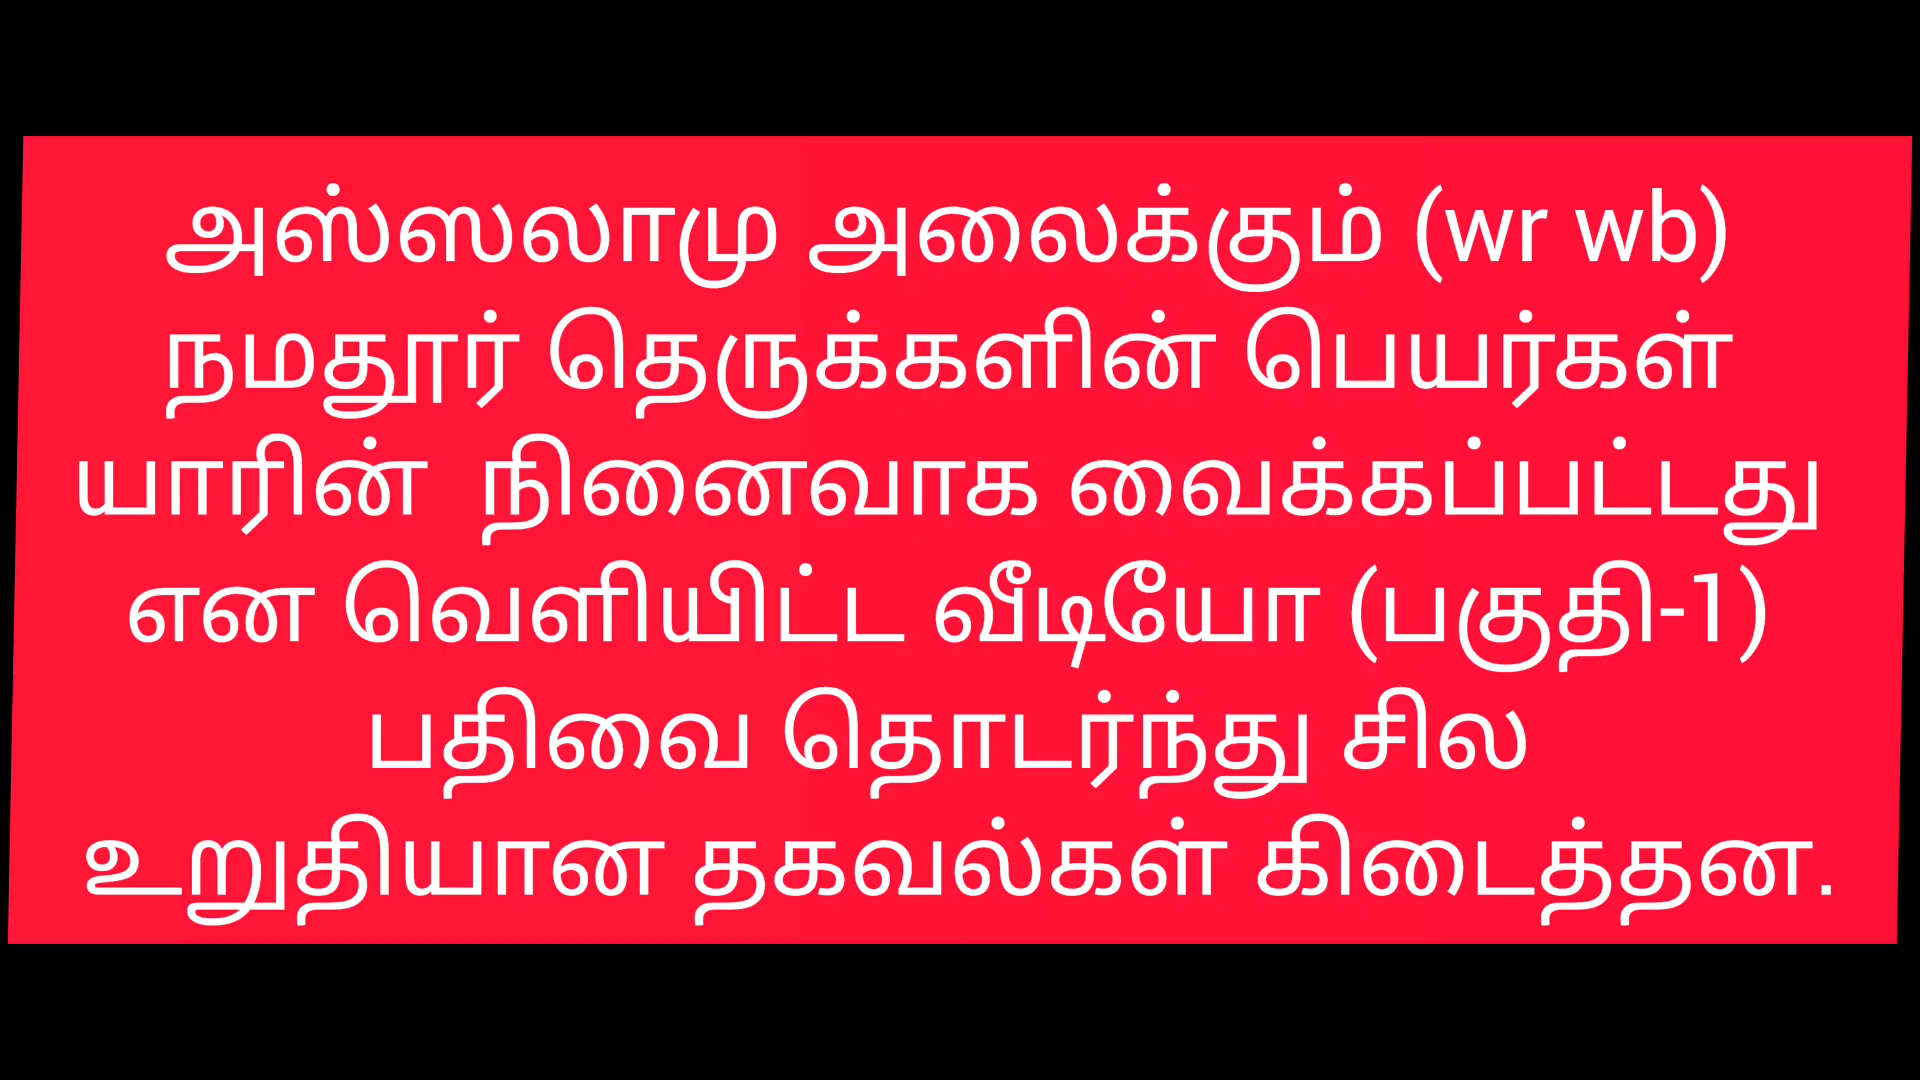 அஸ்ஸலாமு அலைக்கும் (wr wb)
நமதூர் தெருக்களின் பெயர்கள்
யாரின் நினைவாக வைக்கப்பட்டது
என வெளியிட்ட வீடியோ (பகுதி-1)
பதிவை தொடர்ந்து சில
உறுதியான தகவல்கள் கிடைத்தன.